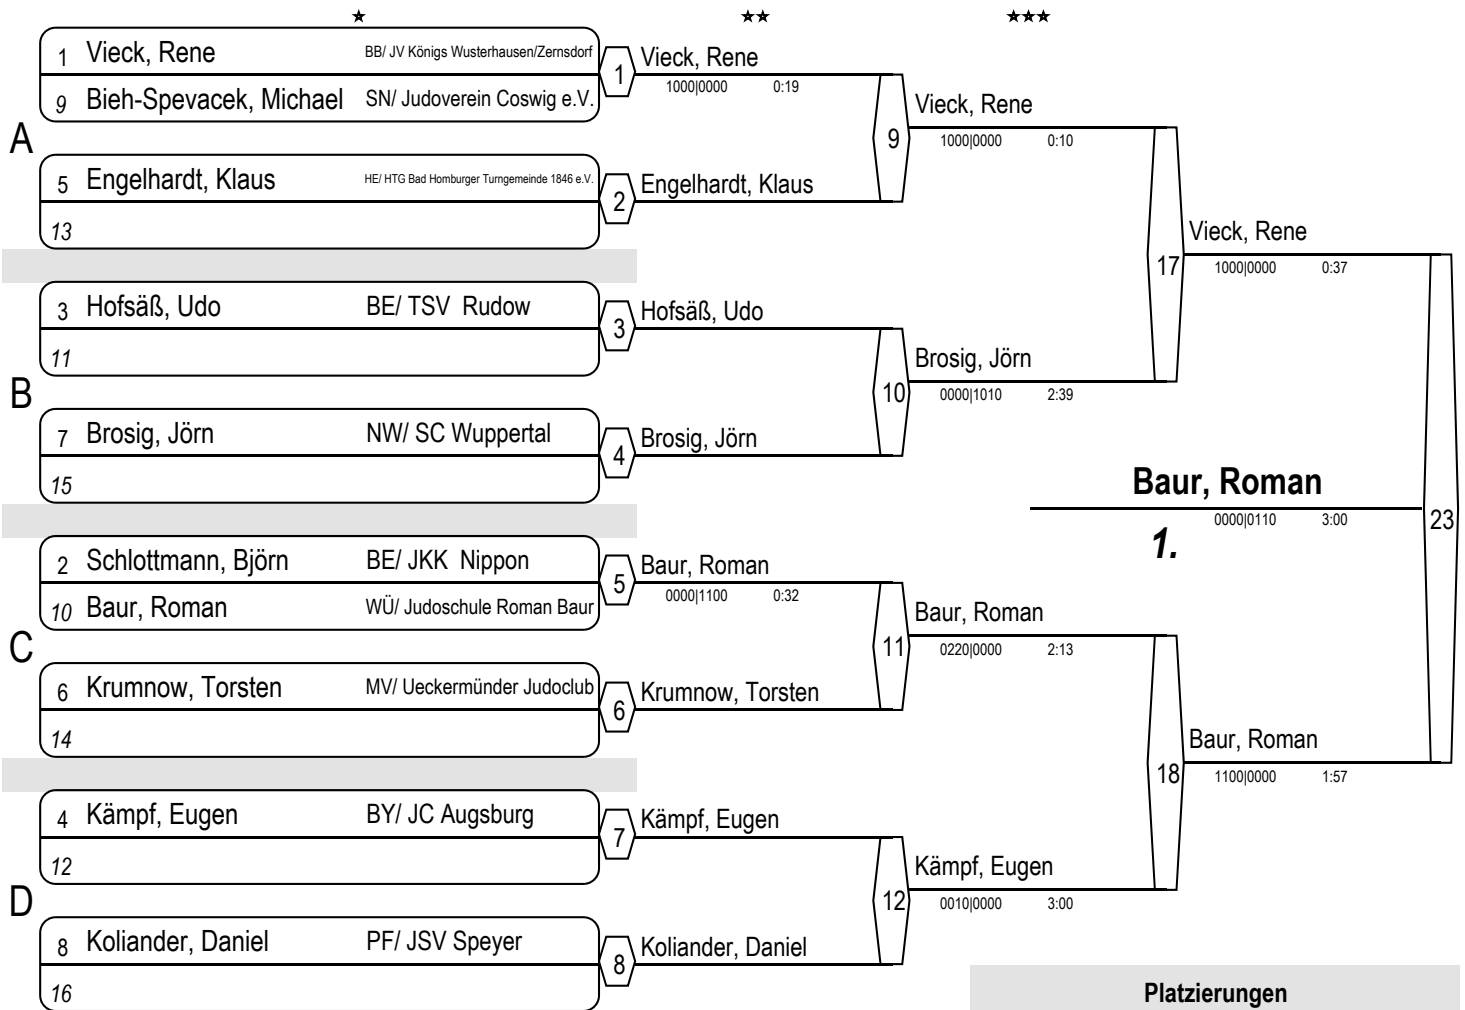 1 Vieck, Rene BB/ JV Königs Wusterhausen/Zernsdorf
9 Bieh-Spevacek, Michael SN/ Judoverein Coswig e.V.
A
5 Engelhardt, Klaus HE/ HTG Bad Homburger Turngemeinde 1846 e.V.
13
3 Hofsäß, Udo BE/ TSV Rudow
11
B
7 Brosig, Jörn NW/ SC Wuppertal
15
2 Schlottmann, Björn BE/ JKK Nippon
10 Baur, Roman WÜ/ Judoschule Roman Baur
C
6 Krumnow, Torsten MV/ Ueckermünder Judoclub
14
4 Kämpf, Eugen BY/ JC Augsburg
12
D
8 Koliander, Daniel PF/ JSV Speyer
16
1 Vieck, Rene
1000|0000 0:19
2 Engelhardt, Klaus
3 Hofsäß, Udo
4 Brosig, Jörn
5 Baur, Roman
0000|1100 0:32
6 Krumnow, Torsten
7 Kämpf, Eugen
8 Koliander, Daniel
9 Vieck, Rene
1000|0000 0:10
10 Brosig, Jörn
0000|1010 2:39
11 Baur, Roman
0220|0000 2:13
12 Kämpf, Eugen
0010|0000 3:00
17 Vieck, Rene
1000|0000 0:37
18 Baur, Roman
1100|0000 1:57
23
Baur, Roman
0000|0110 3:00
1.
Platzierungen